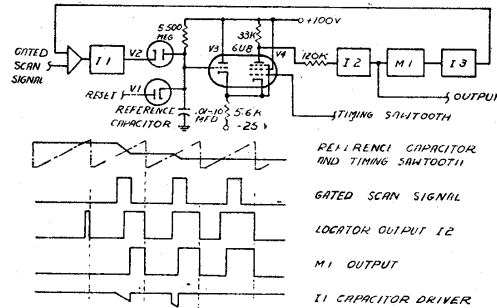 +100V
5,500 MEG
33K
V3
6U8
V4
V2
120K
GATED SCAN SIGNAL
I1
I2
M1
I3
V1
RESET
OUTPUT
REFERENCE CAPACITOR
.01-10 MFD
5.6K
-25 V
TIMING SAWTOOTH
REFERENCE CAPACITOR
AND TIMING SAWTOOTH
GATED SCAN SIGNAL
LOCATOR OUTPUT I2
M1 OUTPUT
I1 CAPACITOR DRIVER